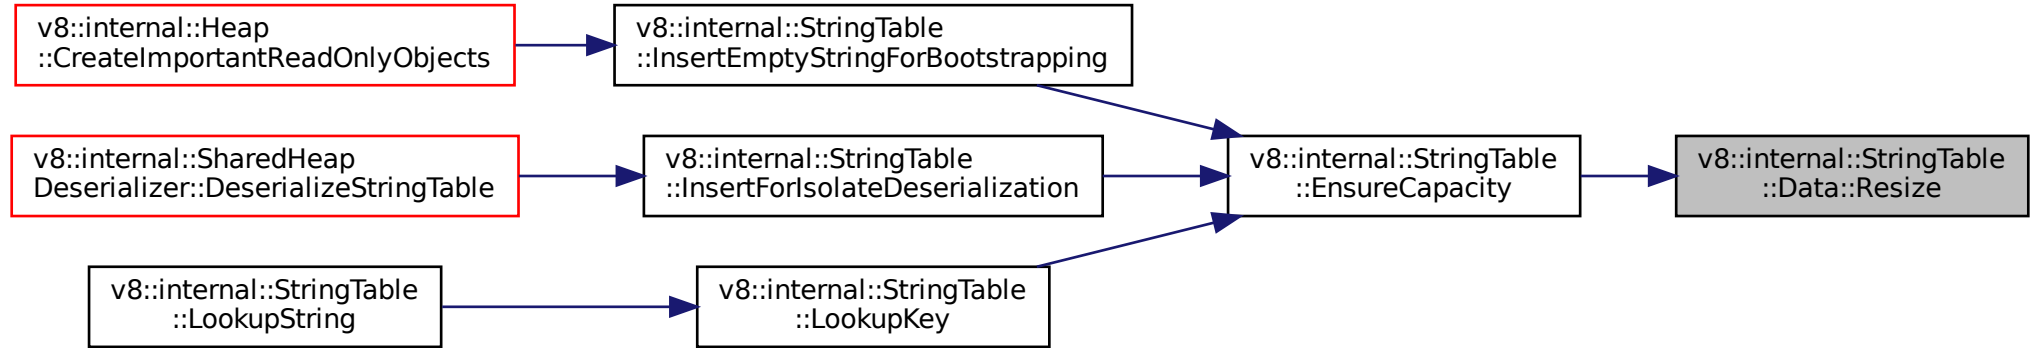 v8::internal::Heap
::CreateImportantReadOnlyObjects
v8::internal::StringTable
::InsertEmptyStringForBootstrapping
v8::internal::SharedHeap
Deserializer::DeserializeStringTable
v8::internal::StringTable
::InsertForIsolateDeserialization
v8::internal::StringTable
::EnsureCapacity
v8::internal::StringTable
::Data::Resize
v8::internal::StringTable
::LookupString
v8::internal::StringTable
::LookupKey